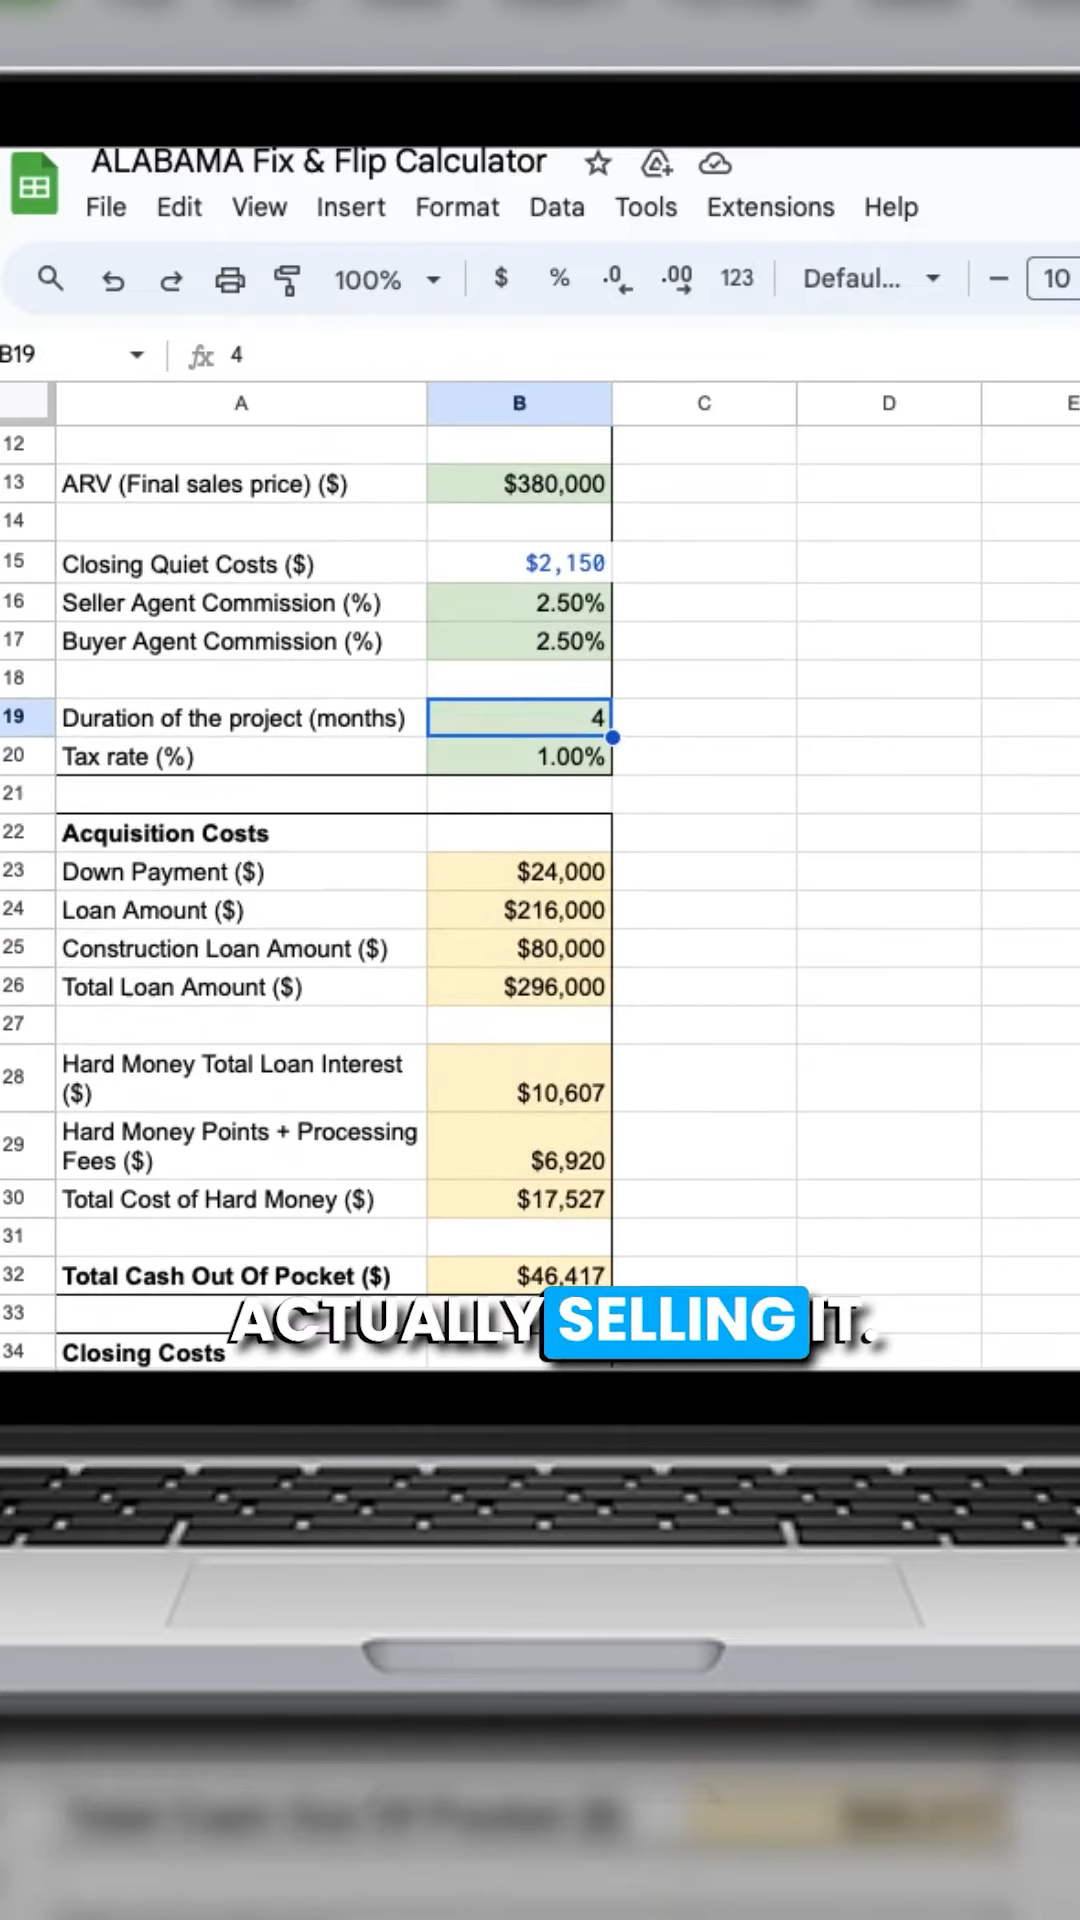 ALABAMA Fix & Flip Calculator
File Edit View Insert Format Data Tools Extensions Help
100% $ % .0 .00 123 Defaul... 10
B19 fx 4
A B C D E
12
13 ARV (Final sales price) ($) $380,000
14
15 Closing Quiet Costs ($) $2,150
16 Seller Agent Commission (%) 2.50%
17 Buyer Agent Commission (%) 2.50%
18
19 Duration of the project (months) 4
20 Tax rate (%) 1.00%
21
22 Acquisition Costs
23 Down Payment ($) $24,000
24 Loan Amount ($) $216,000
25 Construction Loan Amount ($) $80,000
26 Total Loan Amount ($) $296,000
27
28 Hard Money Total Loan Interest
($) $10,607
29 Hard Money Points + Processing
Fees ($) $6,920
30 Total Cost of Hard Money ($) $17,527
31
32 Total Cash Out Of Pocket ($) $46,417
33
ACTUALLY SELLING IT.
34 Closing Costs